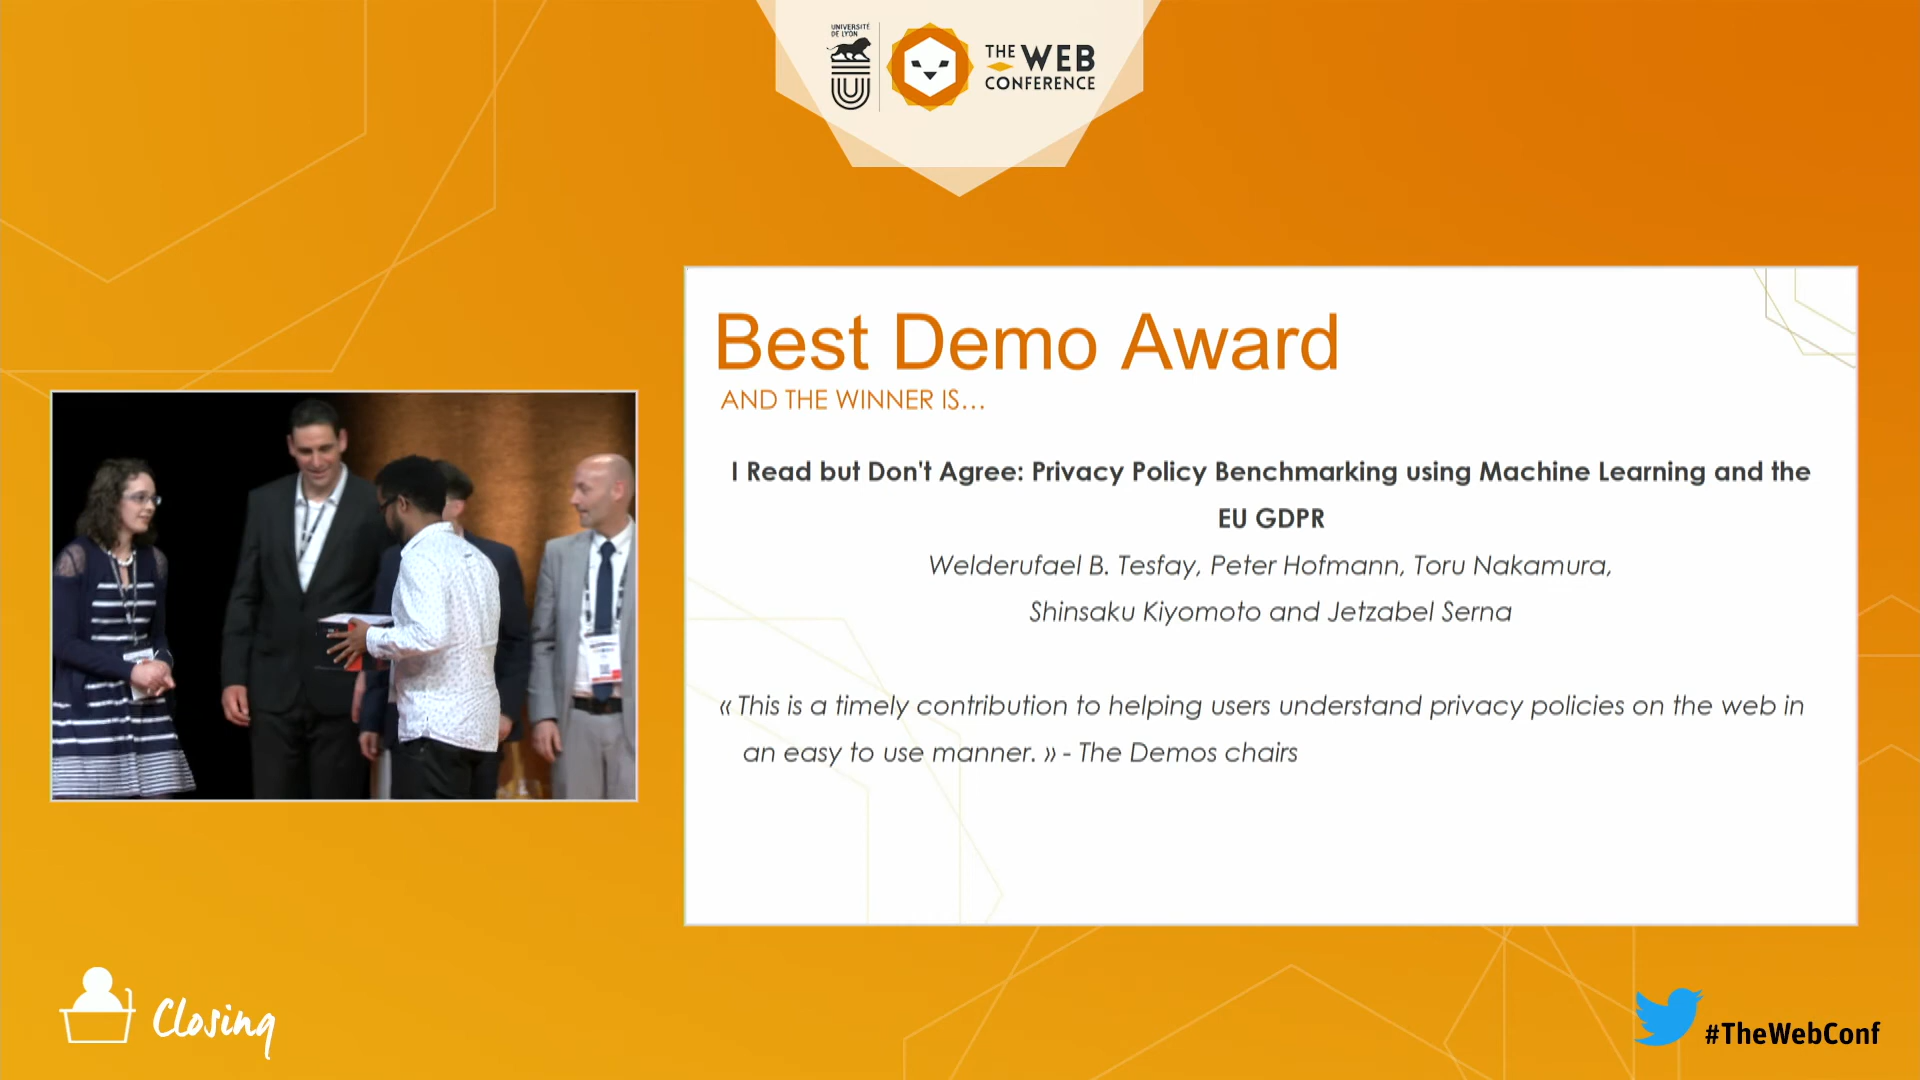 UNIVERSITÉ
DE LYON
THE WEB
CONFERENCE
Best Demo Award
AND THE WINNER IS...
I Read but Don't Agree: Privacy Policy Benchmarking using Machine Learning and the
EU GDPR
Welderufael B. Tesfay, Peter Hofmann, Toru Nakamura,
Shinsaku Kiyomoto and Jetzabel Serna
« This is a timely contribution to helping users understand privacy policies on the web in
an easy to use manner. » - The Demos chairs
Closing
#TheWebConf